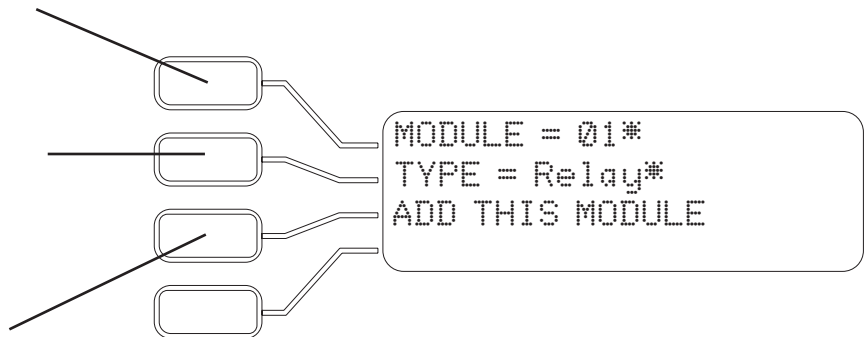 MODULE = 01*
TYPE = Relay*
ADD THIS MODULE